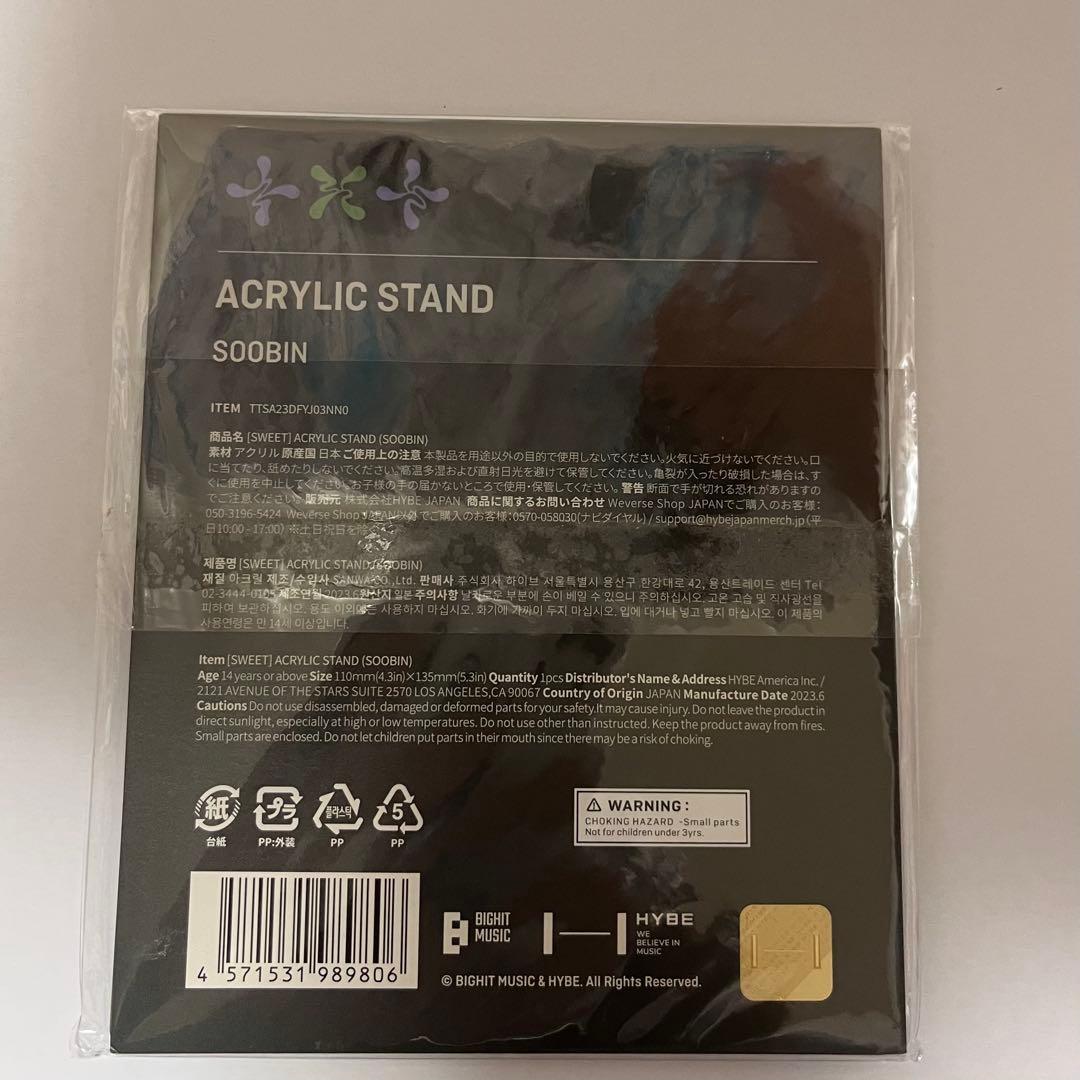 ACRYLIC STAND
SOOBIN
ITEM TTSA23DFYJ03NN0
商品名 [SWEET] ACRYLIC STAND (SOOBIN)
素材 アクリル 原産国 日本 ご使用上の注意 本製品を用途以外の目的で使用しないでください。火気に近づけないでください。口
に当てたり、舐めたりしないでください。高温多湿および直射日光を避けて保管してください。亀裂が入ったり破損した場合は、す
ぐに使用を中止してください。お子様の手の届かないところで使用・保管してください。警告 断面で手が切れる恐れがありますの
でご注意ください。販売元 株式会社HYBE JAPAN 商品に関するお問い合わせ Weverse Shop JAPANでご購入のお客様:
050-3196-5424 Weverse Shop JAPAN以外でご購入のお客様:0570-058030(ナビダイヤル) / support@hybejapanmerch.jp (平
日10:00 - 17:00) ※土日祝日を除く
제품명 [SWEET] ACRYLIC STAND (SOOBIN)
재질 아크릴 제조/수입사 SANWA CO.,Ltd. 판매사 주식회사 하이브 서울특별시 용산구 한강대로 42, 용산트레이드 센터 Tel
02-3444-0105 제조연월 2023.6 원산지 일본 주의사항 날카로운 부분에 손이 베일 수 있으니 주의하십시오. 고온 고습 및 직사광선을
피하여 보관하십시오. 용도 이외에는 사용하지 마십시오. 화기에 가까이 두지 마십시오. 입에 대거나 넣고 빨지 마십시오. 이 제품의
사용연령은 만 14세 이상입니다.
Item [SWEET] ACRYLIC STAND (SOOBIN)
Age 14 years or above Size 110mm(4.3in)×135mm(5.3in) Quantity 1pcs Distributor's Name & Address HYBE America Inc. /
2121 AVENUE OF THE STARS SUITE 2570 LOS ANGELES,CA 90067 Country of Origin JAPAN Manufacture Date 2023.6
Cautions Do not use disassembled, damaged or deformed parts for your safety.It may cause injury. Do not leave the product in
direct sunlight, especially at high or low temperatures. Do not use other than instructed. Keep the product away from fires.
Small parts are enclosed. Do not let children put parts in their mouth since there may be a risk of choking.
紙 プラ 플라스틱 5
台紙 PP:外装 PP PP
WARNING:
CHOKING HAZARD -Small parts
Not for children under 3yrs.
4 571531 989806
BIGHIT
MUSIC
HYBE
WE
BELIEVE IN
MUSIC
© BIGHIT MUSIC & HYBE. All Rights Reserved.